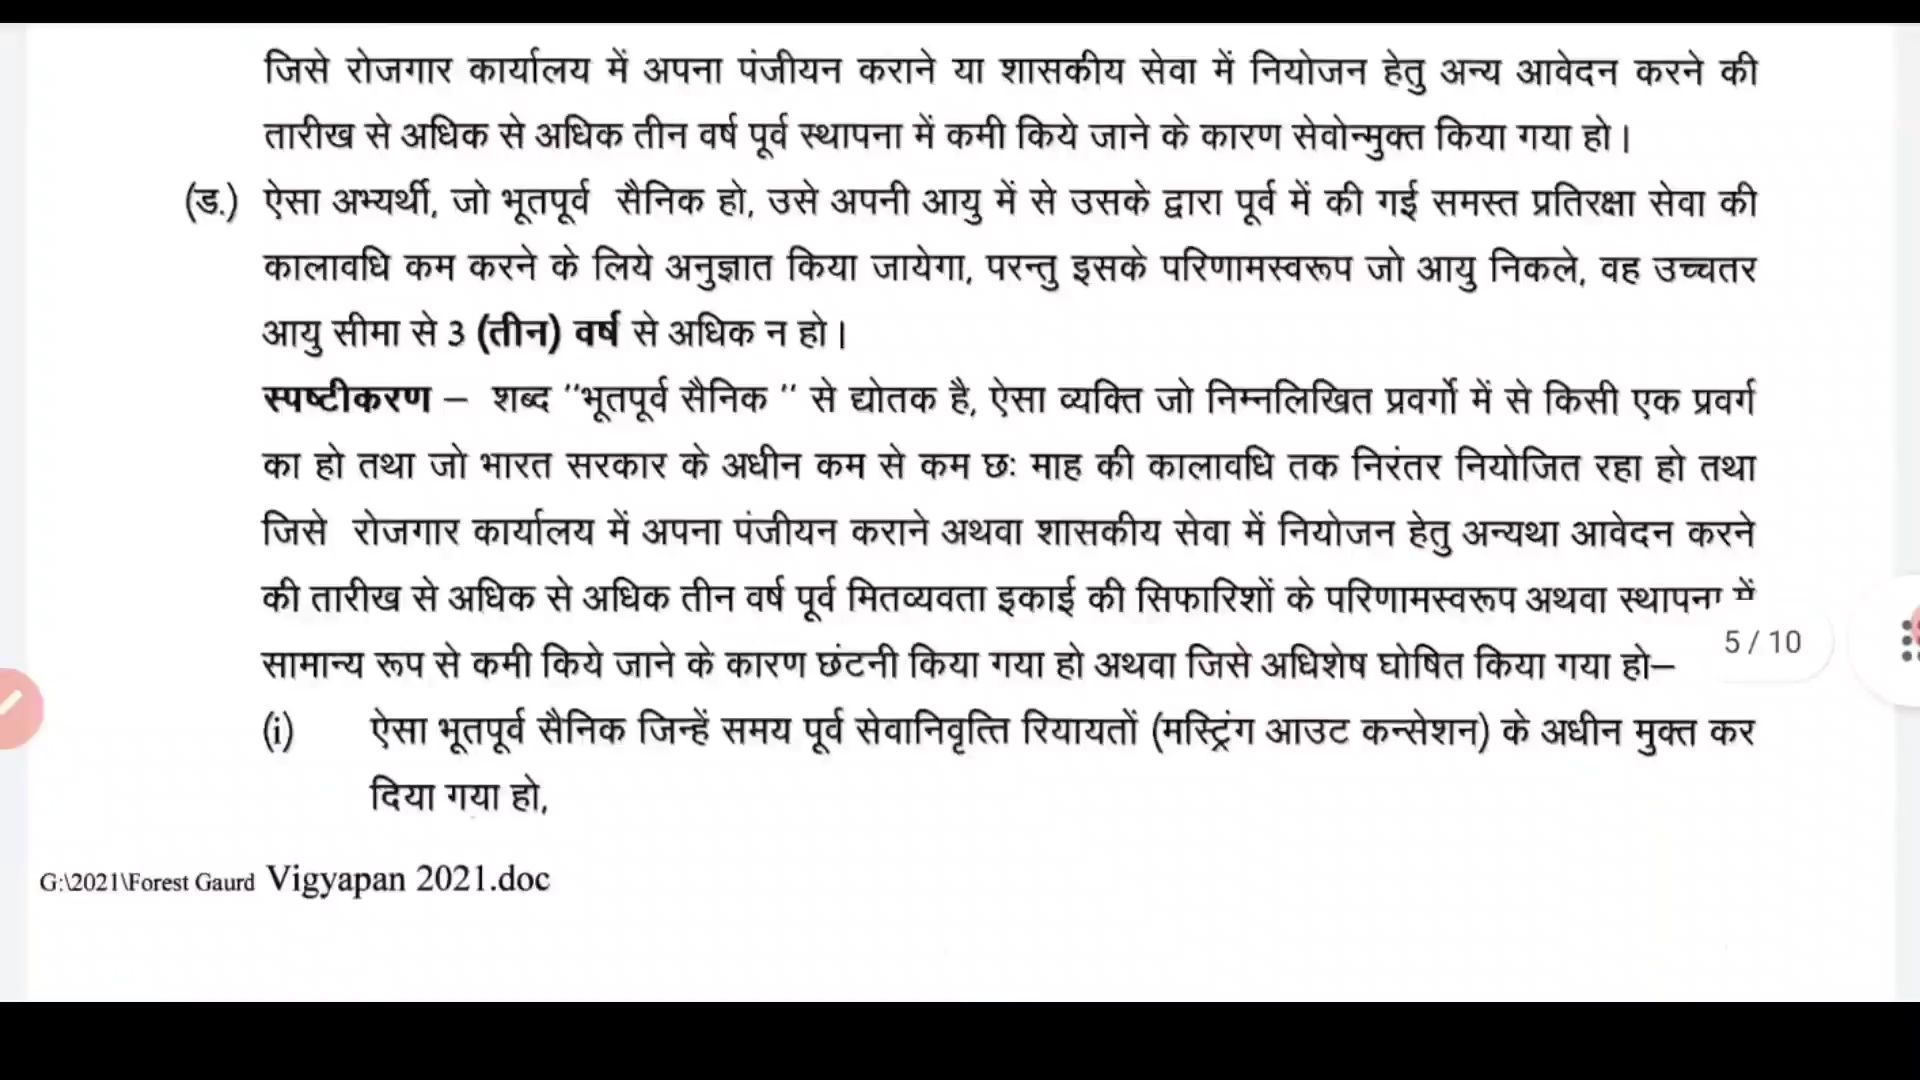 जिसे रोजगार कार्यालय में अपना पंजीयन कराने या शासकीय सेवा में नियोजन हेतु अन्य आवेदन करने की
तारीख से अधिक से अधिक तीन वर्ष पूर्व स्थापना में कमी किये जाने के कारण सेवोन्मुक्त किया गया हो।
(ड.) ऐसा अभ्यर्थी, जो भूतपूर्व सैनिक हो, उसे अपनी आयु में से उसके द्वारा पूर्व में की गई समस्त प्रतिरक्षा सेवा की
कालावधि कम करने के लिये अनुज्ञात किया जायेगा, परन्तु इसके परिणामस्वरूप जो आयु निकले, वह उच्चतर
आयु सीमा से 3 (तीन) वर्ष से अधिक न हो।
स्पष्टीकरण – शब्द ''भूतपूर्व सैनिक '' से द्योतक है, ऐसा व्यक्ति जो निम्नलिखित प्रवर्गो में से किसी एक प्रवर्ग
का हो तथा जो भारत सरकार के अधीन कम से कम छः माह की कालावधि तक निरंतर नियोजित रहा हो तथा
जिसे रोजगार कार्यालय में अपना पंजीयन कराने अथवा शासकीय सेवा में नियोजन हेतु अन्यथा आवेदन करने
की तारीख से अधिक से अधिक तीन वर्ष पूर्व मितव्यवता इकाई की सिफारिशों के परिणामस्वरूप अथवा स्थापना में
5 / 10
सामान्य रूप से कमी किये जाने के कारण छंटनी किया गया हो अथवा जिसे अधिशेष घोषित किया गया हो–
(i) ऐसा भूतपूर्व सैनिक जिन्हें समय पूर्व सेवानिवृत्ति रियायतों (मस्ट्रिंग आउट कन्सेशन) के अधीन मुक्त कर
दिया गया हो,
G:\2021\Forest Gaurd Vigyapan 2021.doc